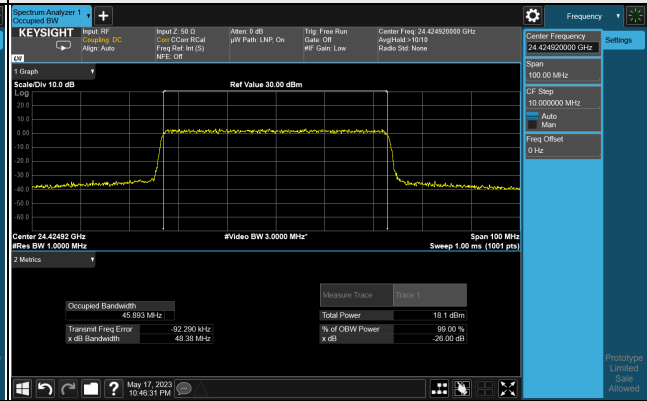 Spectrum Analyzer 1
Occupied BW
Frequency
KEYSIGHT
Input: RF
Coupling: DC
Align: Auto
Input Z: 50 Ω
Corr CCorr RCal
Freq Ref: Int (S)
NFE: Off
Atten: 0 dB
µW Path: LNP, On
Trig: Free Run
Gate: Off
#IF Gain: Low
Center Freq: 24.424920000 GHz
Avg|Hold:>10/10
Radio Std: None
LXI
1 Graph
Scale/Div 10.0 dB
Ref Value 30.00 dBm
Log
20.0
10.0
0.00
-10.0
-20.0
-30.0
-40.0
-50.0
-60.0
Center 24.42492 GHz
#Video BW 3.0000 MHz*
Span 100 MHz
#Res BW 1.0000 MHz
Sweep 1.00 ms (1001 pts)
2 Metrics
Measure Trace
Trace 1
Occupied Bandwidth
45.893 MHz
Total Power
18.1 dBm
Transmit Freq Error
-92.290 kHz
% of OBW Power
99.00 %
x dB Bandwidth
48.38 MHz
x dB
-26.00 dB
May 17, 2023
10:46:31 PM
Center Frequency
24.424920000 GHz
Settings
Span
100.00 MHz
CF Step
10.000000 MHz
Auto
Man
Freq Offset
0 Hz
Prototype
Limited
Sale
Allowed